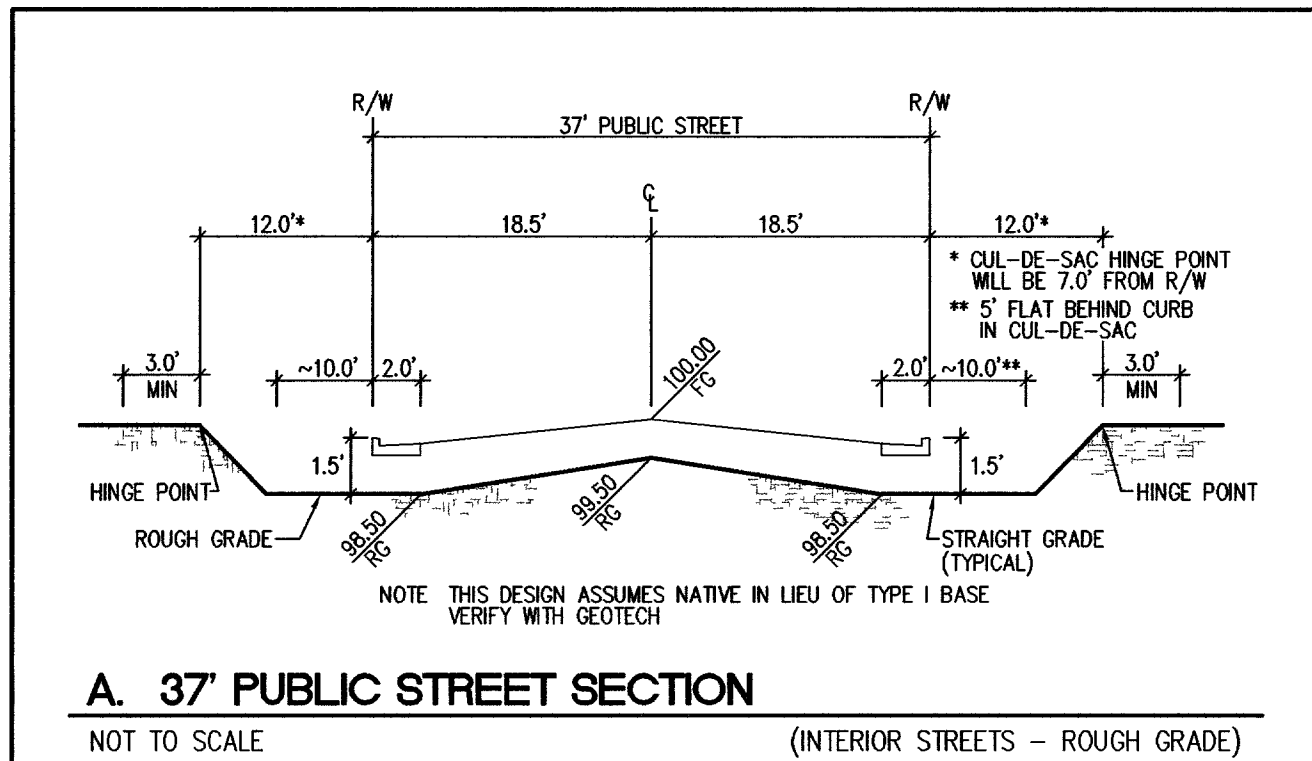 R/W
R/W
37' PUBLIC STREET
℄
12.0'*
18.5'
18.5'
12.0'*
* CUL-DE-SAC HINGE POINT
WILL BE 7.0' FROM R/W
** 5' FLAT BEHIND CURB
IN CUL-DE-SAC
3.0'
MIN
~10.0'
2.0'
100.00
FG
2.0'
~10.0'**
3.0'
MIN
1.5'
1.5'
HINGE POINT
HINGE POINT
ROUGH GRADE
98.50
RG
99.50
RG
98.50
RG
STRAIGHT GRADE
(TYPICAL)
NOTE THIS DESIGN ASSUMES NATIVE IN LIEU OF TYPE I BASE
VERIFY WITH GEOTECH
A. 37' PUBLIC STREET SECTION
NOT TO SCALE
(INTERIOR STREETS - ROUGH GRADE)